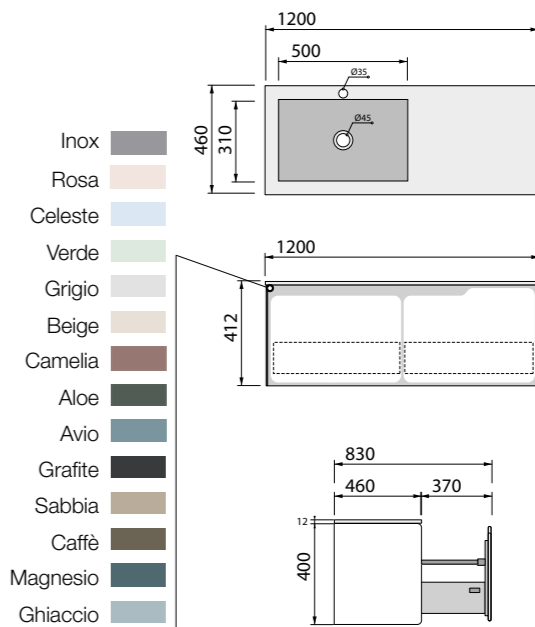 1200
500
Ø35
Ø45
460
310
Inox
Rosa
Celeste
Verde
Grigio
Beige
Camelia
Aloe
Avio
Grafite
Sabbia
Caffè
Magnesio
Ghiaccio
1200
412
830
460 370
12
400